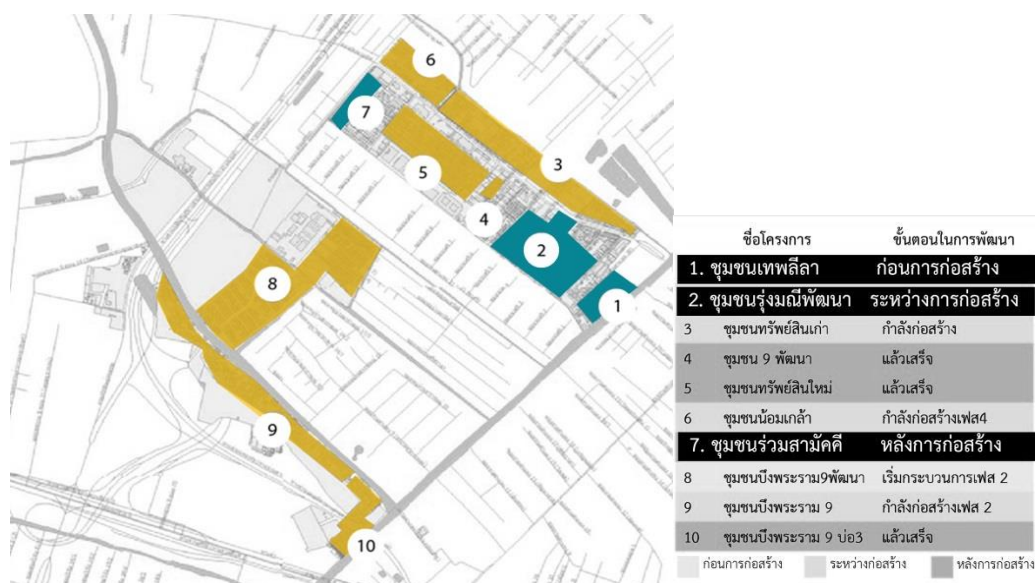 6
7
3
5
4
2
8
1
9
10
ชื่อโครงการ ขั้นตอนในการพัฒนา
1. ชุมชนเทพลีลา ก่อนการก่อสร้าง
2. ชุมชนรุ่งมณีพัฒนา ระหว่างการก่อสร้าง
3 ชุมชนทรัพย์สินเก่า กำลังก่อสร้าง
4 ชุมชน 9 พัฒนา แล้วเสร็จ
5 ชุมชนทรัพย์สินใหม่ แล้วเสร็จ
6 ชุมชนน้อมเกล้า กำลังก่อสร้างเฟส4
7. ชุมชนร่วมสามัคคี หลังการก่อสร้าง
8 ชุมชนบึงพระราม9พัฒนา เริ่มกระบวนการเฟส 2
9 ชุมชนบึงพระราม 9 กำลังก่อสร้างเฟส 2
10 ชุมชนบึงพระราม 9 บ่อ3 แล้วเสร็จ
ก่อนการก่อสร้าง ระหว่างก่อสร้าง หลังการก่อสร้าง